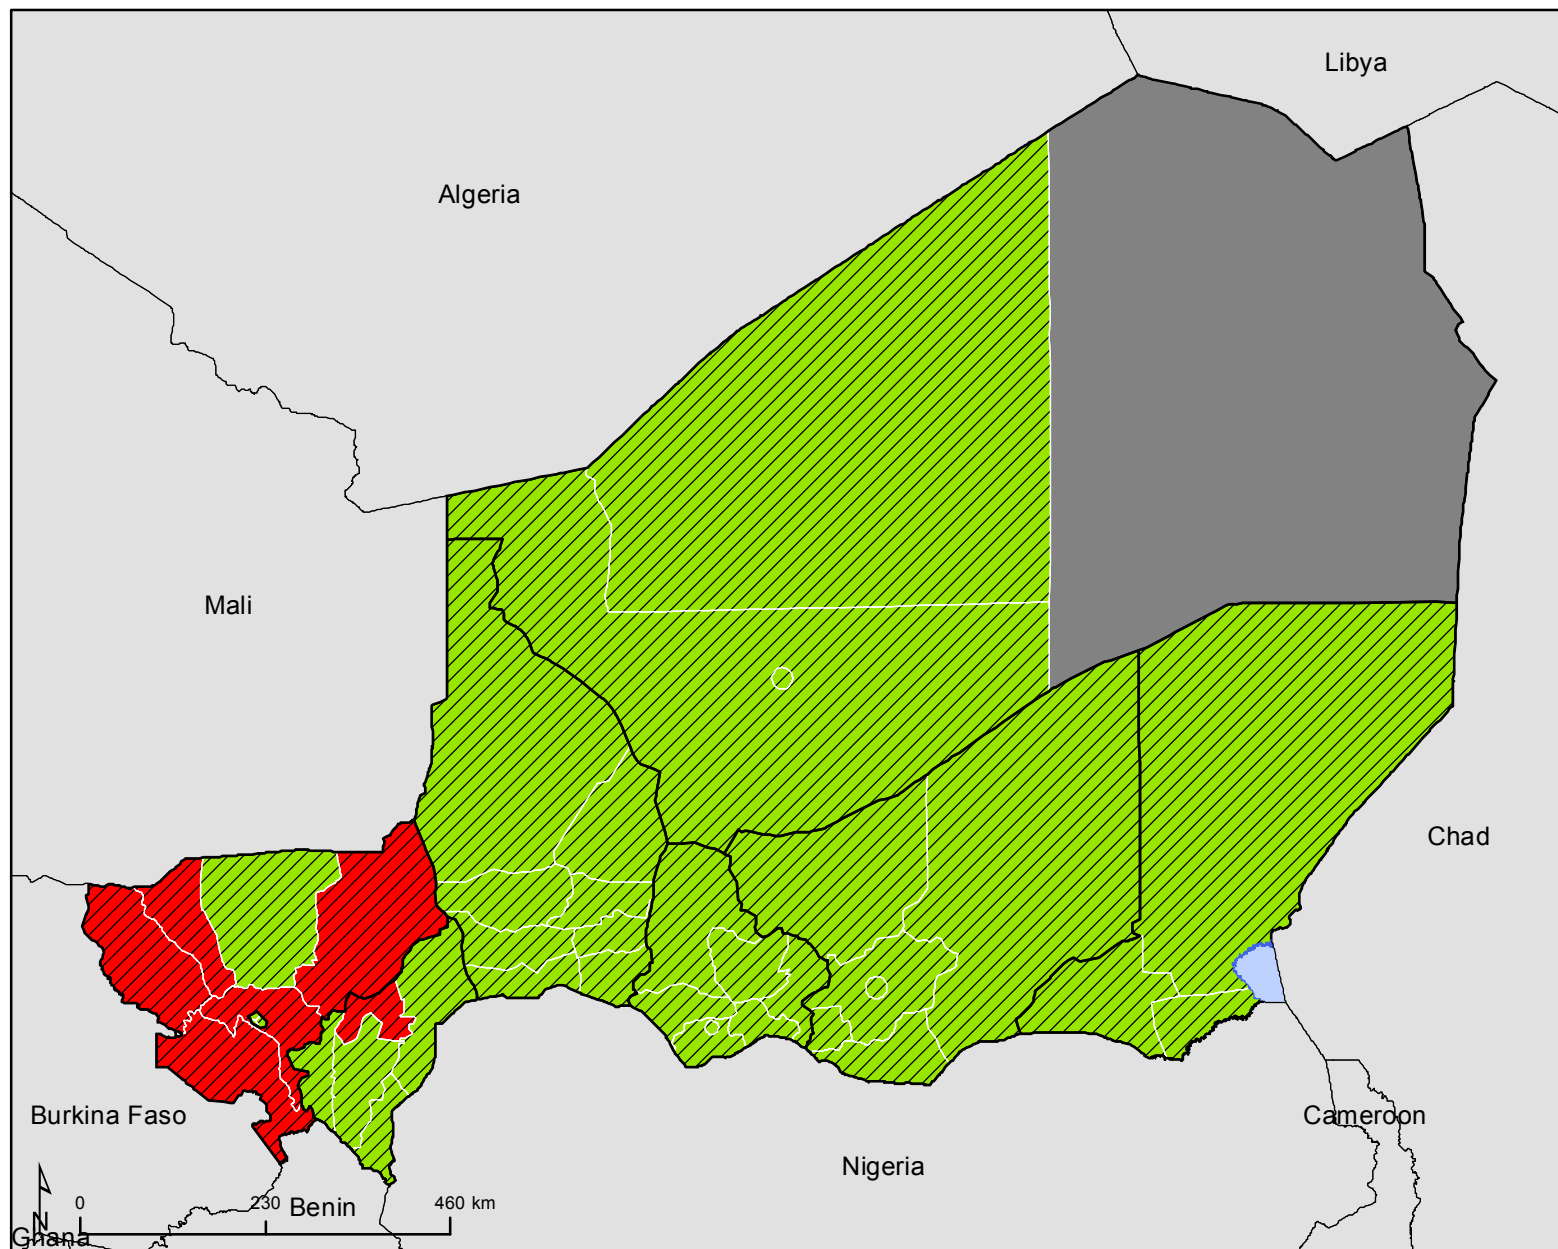 Libya
Algeria
Mali
Chad
Burkina Faso
Cameroon
Nigeria
0 230 460 km
Benin
N
Ghana